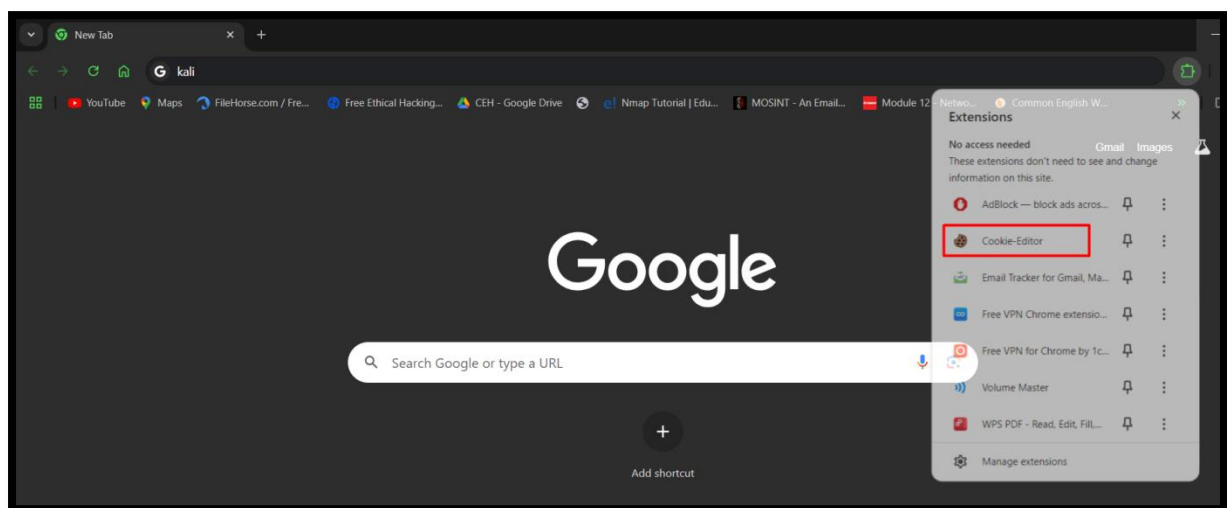 New Tab
kali
YouTube Maps FileHorse.com / Fre... Free Ethical Hacking... CEH - Google Drive Nmap Tutorial | Edu... MOSINT - An Email... Module 12 - Netwo... Common English W...
Extensions
No access needed
Gmail Images
These extensions don't need to see and change
information on this site.
AdBlock — block ads acros...
Cookie-Editor
Email Tracker for Gmail, Ma...
Free VPN Chrome extensio...
Free VPN for Chrome by 1c...
Volume Master
WPS PDF - Read, Edit, Fill,...
Manage extensions
Google
Search Google or type a URL
Add shortcut